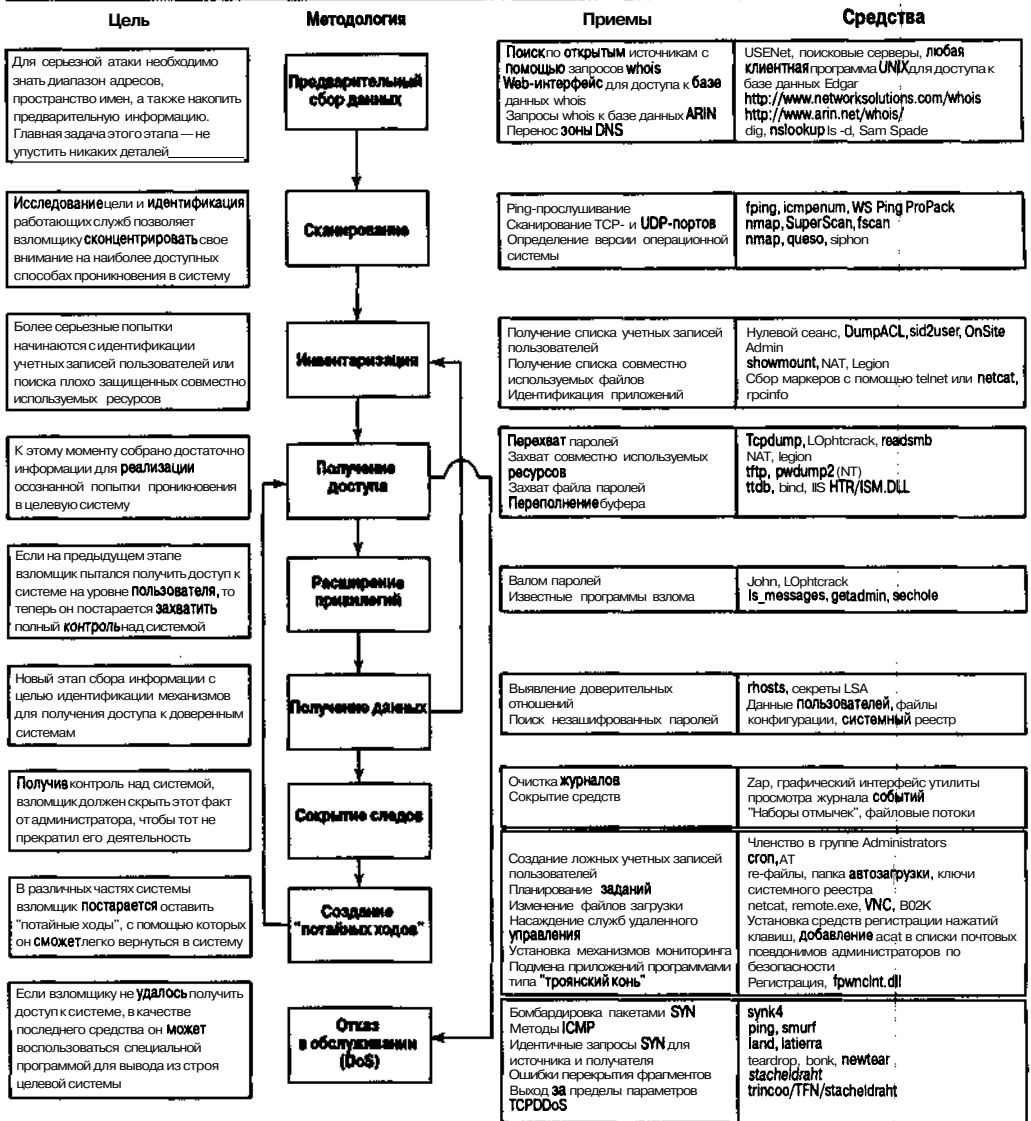 Цель
Методология
Приемы
Средства
Для серьезной атаки необходимо
знать диапазон адресов,
пространство имен, а также накопить
предварительную информацию.
Главная задача этого этапа — не
упустить никаких деталей
Предварительный
сбор данных
Поиск по открытым источникам с
помощью запросов whois
Web-интерфейс для доступа к базе
данных whois
Запросы whois к базе данных ARIN
Перенос зоны DNS
USENet, поисковые серверы, любая
клиентная программа UNIX для доступа к
базе данных Edgar
http://www.networksolutions.com/whois
http://www.arin.net/whois/
dig, nslookup ls -d, Sam Spade
Исследование цели и идентификация
работающих служб позволяет
взломщику сконцентрировать свое
внимание на наиболее доступных
способах проникновения в систему
Сканирование
Ping-прослушивание
Сканирование TCP- и UDP-портов
Определение версии операционной
системы
fping, icmpenum, WS Ping ProPack
nmap, SuperScan, fscan
nmap, queso, siphon
Более серьезные попытки
начинаются с идентификации
учетных записей пользователей или
поиска плохо защищенных совместно
используемых ресурсов
Инвентаризация
Получение списка учетных записей
пользователей
Получение списка совместно
используемых файлов
Идентификация приложений
Нулевой сеанс, DumpACL, sid2user, OnSite
Admin
showmount, NAT, Legion
Сбор маркеров с помощью telnet или netcat,
rpcinfo
К этому моменту собрано достаточно
информации для реализации
осознанной попытки проникновения
в целевую систему
Получение
доступа
Перехват паролей
Захват совместно используемых
ресурсов
Захват файла паролей
Переполнение буфера
Tcpdump, LOphtcrack, readsmb
NAT, legion
tftp, pwdump2 (NT)
ttdb, bind, IIS HTR/ISM.DLL
Если на предыдущем этапе
взломщик пытался получить доступ к
системе на уровне пользователя, то
теперь он постарается захватить
полный контроль над системой
Расширение
привилегий
Валом паролей
Известные программы взлома
John, LOphtcrack
ls_messages, getadmin, sechole
Новый этап сбора информации с
целью идентификации механизмов
для получения доступа к доверенным
системам
Получение данных
Выявление доверительных
отношений
Поиск незашифрованных паролей
rhosts, секреты LSA
Данные пользователей, файлы
конфигурации, системный реестр
Получив контроль над системой,
взломщик должен скрыть этот факт
от администратора, чтобы тот не
прекратил его деятельность
Сокрытие следов
Очистка журналов
Сокрытие средств
Zap, графический интерфейс утилиты
просмотра журнала событий
"Наборы отмычек", файловые потоки
В различных частях системы
взломщик постарается оставить
"потайные ходы", с помощью которых
он сможет легко вернуться в систему
Создание
"потайных ходов"
Создание ложных учетных записей
пользователей
Планирование заданий
Изменение файлов загрузки
Насаждение служб удаленного
управления
Установка механизмов мониторинга
Подмена приложений программами
типа "троянский конь"
Членство в группе Administrators
cron, AT
re-файлы, папка автозагрузки, ключи
системного реестра
netcat, remote.exe, VNC, B02K
Установка средств регистрации нажатий
клавиш, добавление асат в списки почтовых
псевдонимов администраторов по
безопасности
Регистрация, fpwnclnt.dll
Если взломщику не удалось получить
доступ к системе, в качестве
последнего средства он может
воспользоваться специальной
программой для вывода из строя
целевой системы
Отказ
в обслуживании
(DoS)
Бомбардировка пакетами SYN
Методы ICMP
Идентичные запросы SYN для
источника и получателя
Ошибки перекрытия фрагментов
Выход за пределы параметров
TCPDDoS
synk4
ping, smurf
land, latierra
teardrop, bonk, newtear
stacheldraht
trincoo/TFN/stacheldraht